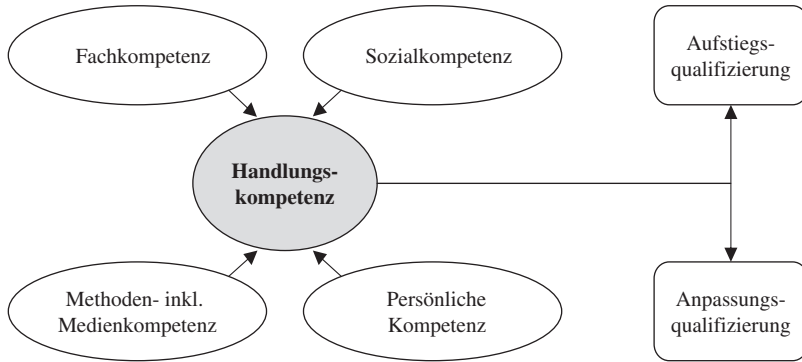 Fachkompetenz
Sozialkompetenz
Aufstiegs-
qualifizierung
Handlungs-
kompetenz
Methoden- inkl.
Medienkompetenz
Persönliche
Kompetenz
Anpassungs-
qualifizierung